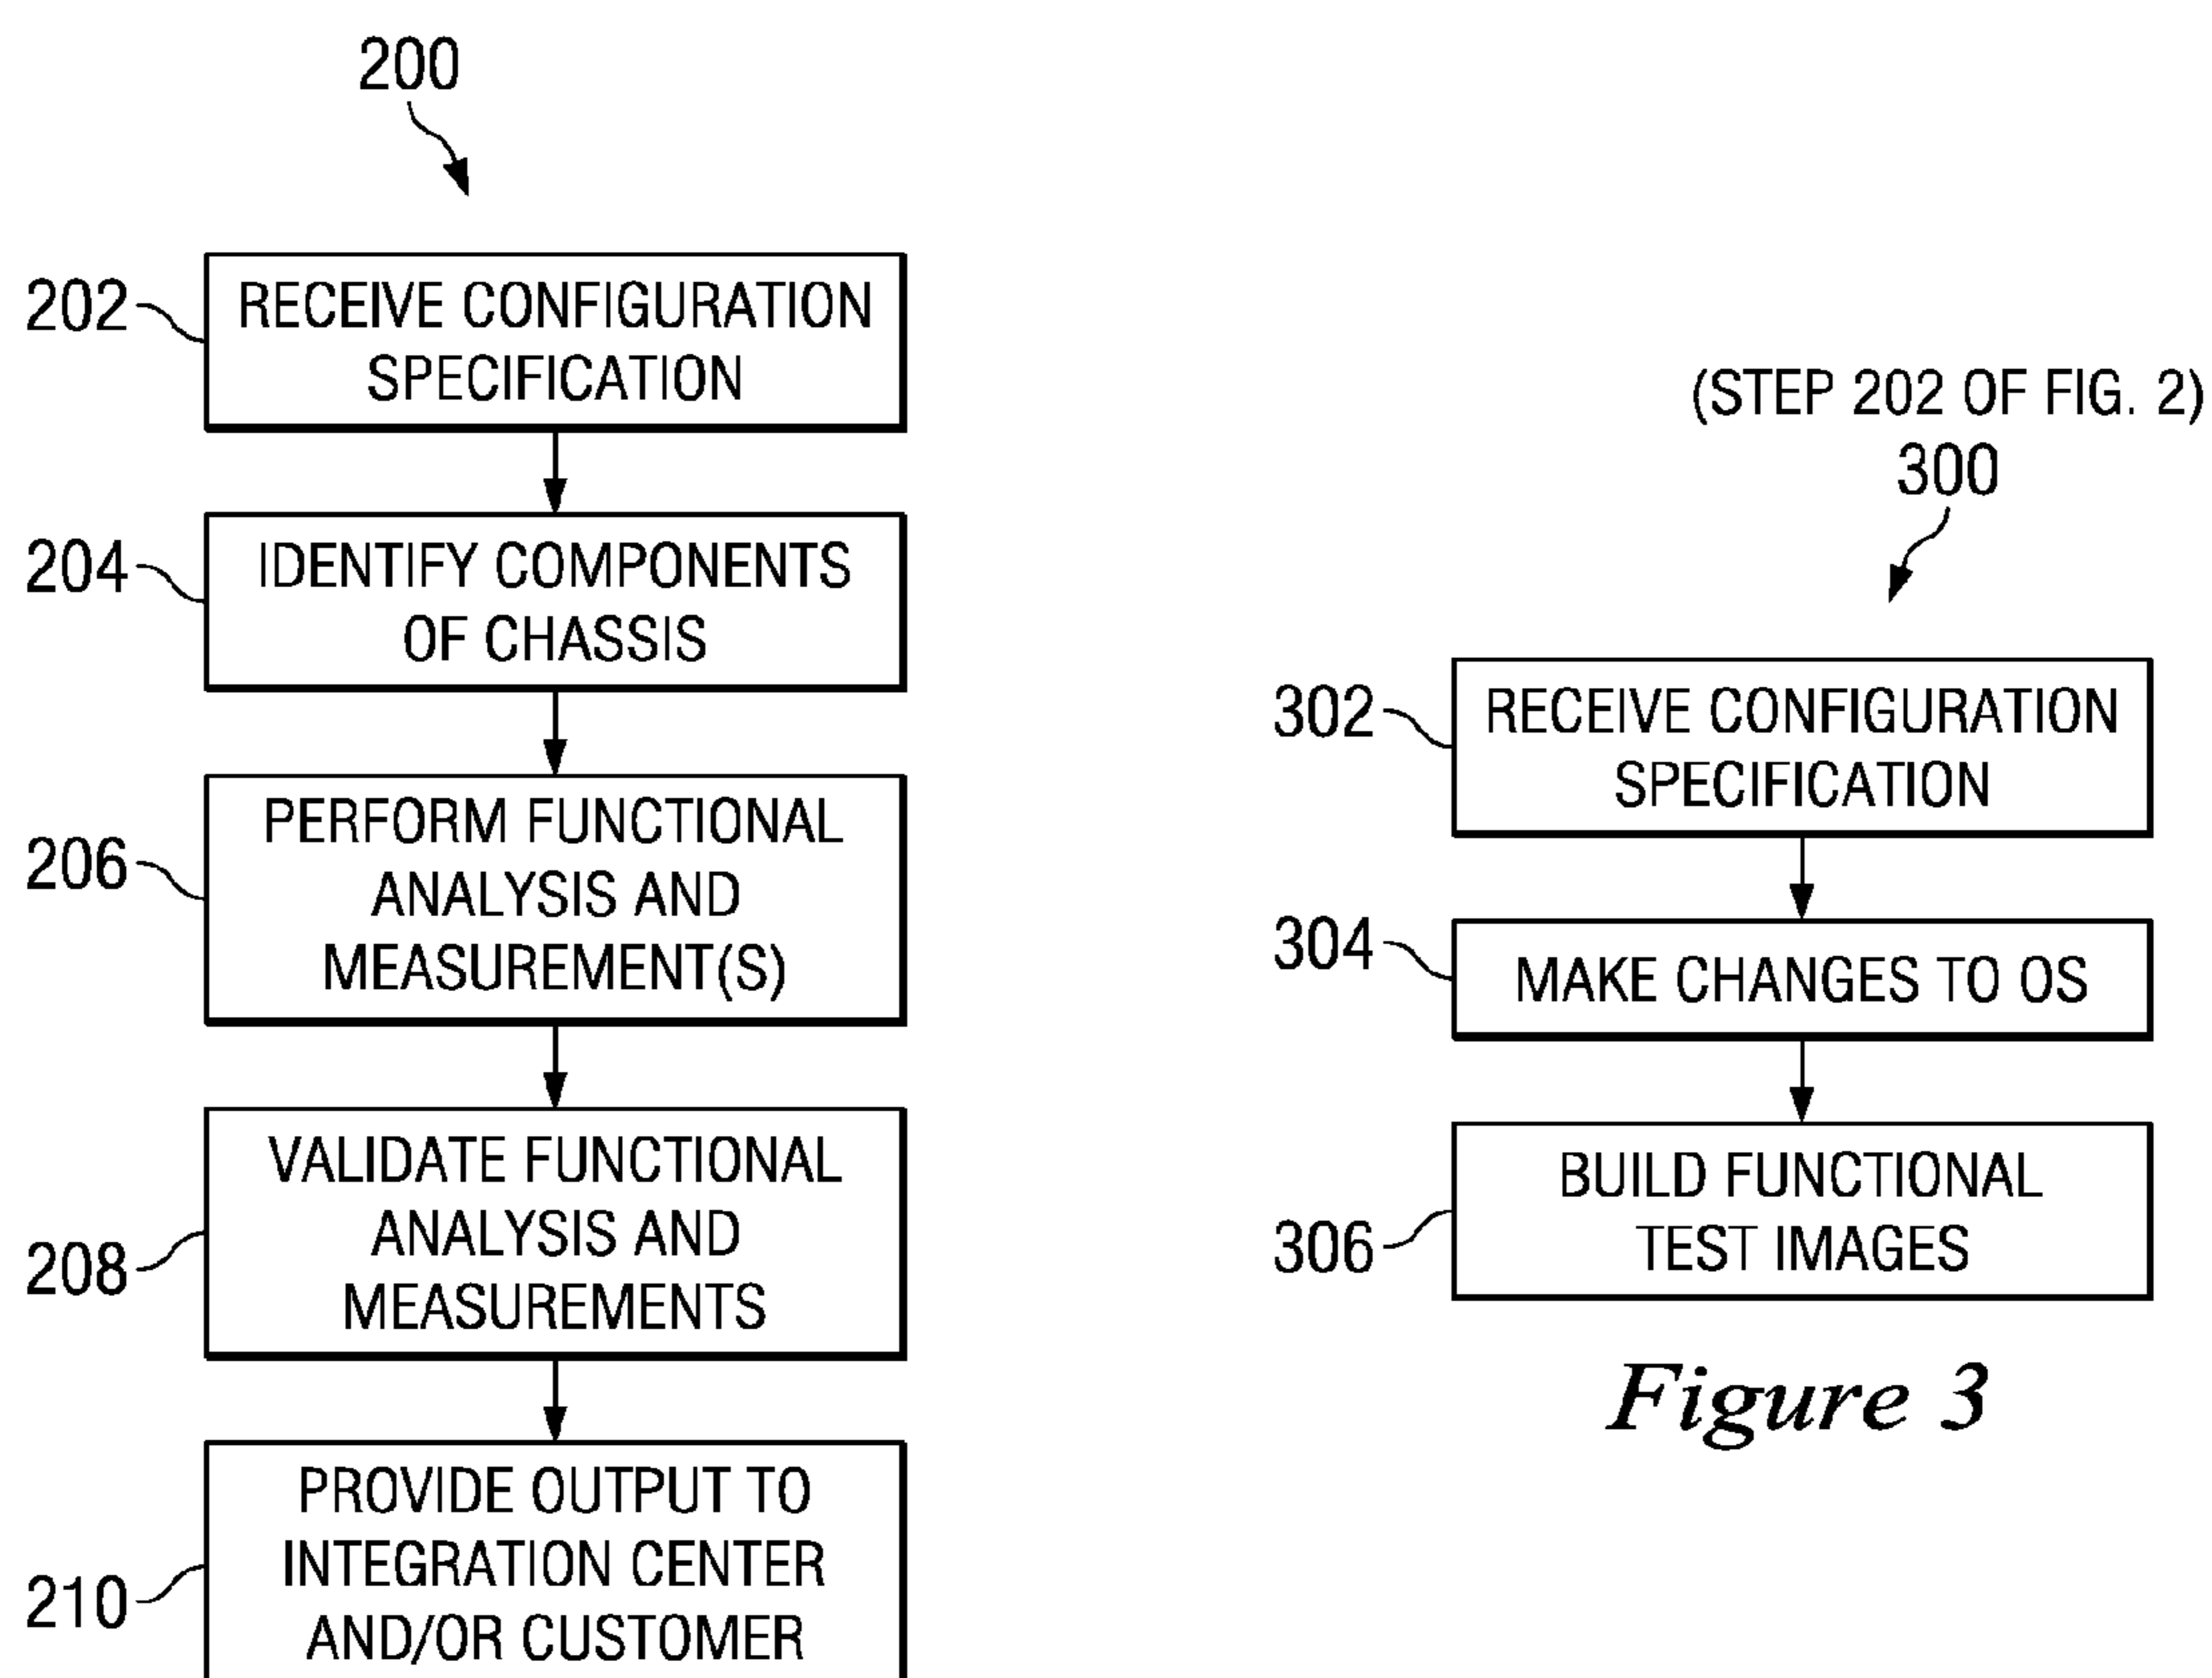 200
202
RECEIVE CONFIGURATION
SPECIFICATION
204
IDENTIFY COMPONENTS
OF CHASSIS
206
PERFORM FUNCTIONAL
ANALYSIS AND
MEASUREMENT(S)
208
VALIDATE FUNCTIONAL
ANALYSIS AND
MEASUREMENTS
210
PROVIDE OUTPUT TO
INTEGRATION CENTER
AND/OR CUSTOMER
(STEP 202 OF FIG. 2)
300
302
RECEIVE CONFIGURATION
SPECIFICATION
304
MAKE CHANGES TO OS
306
BUILD FUNCTIONAL
TEST IMAGES
Figure 3